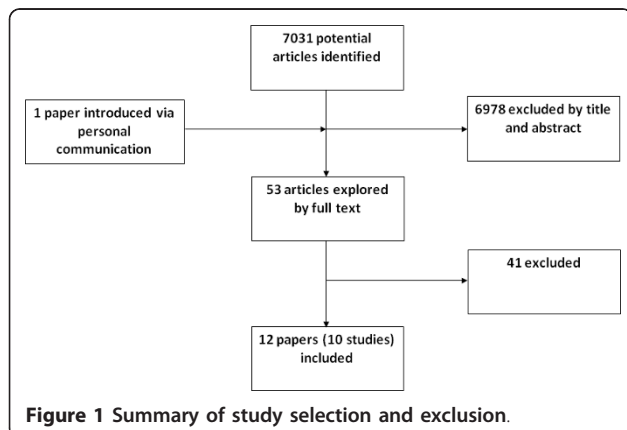 7031 potential
articles identified
1 paper introduced via
personal
communication
6978 excluded by title
and abstract
53 articles explored
by full text
41 excluded
12 papers (10 studies)
included
Figure 1 Summary of study selection and exclusion.